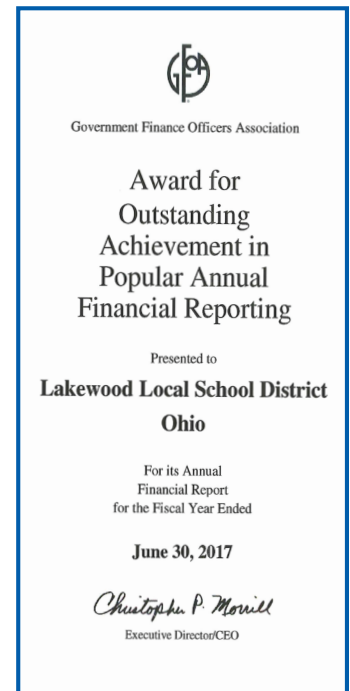 GFOA
Government Finance Officers Association
Award for
Outstanding
Achievement in
Popular Annual
Financial Reporting
Presented to
Lakewood Local School District
Ohio
For its Annual
Financial Report
for the Fiscal Year Ended
June 30, 2017
Christopher P. Morrill
Executive Director/CEO